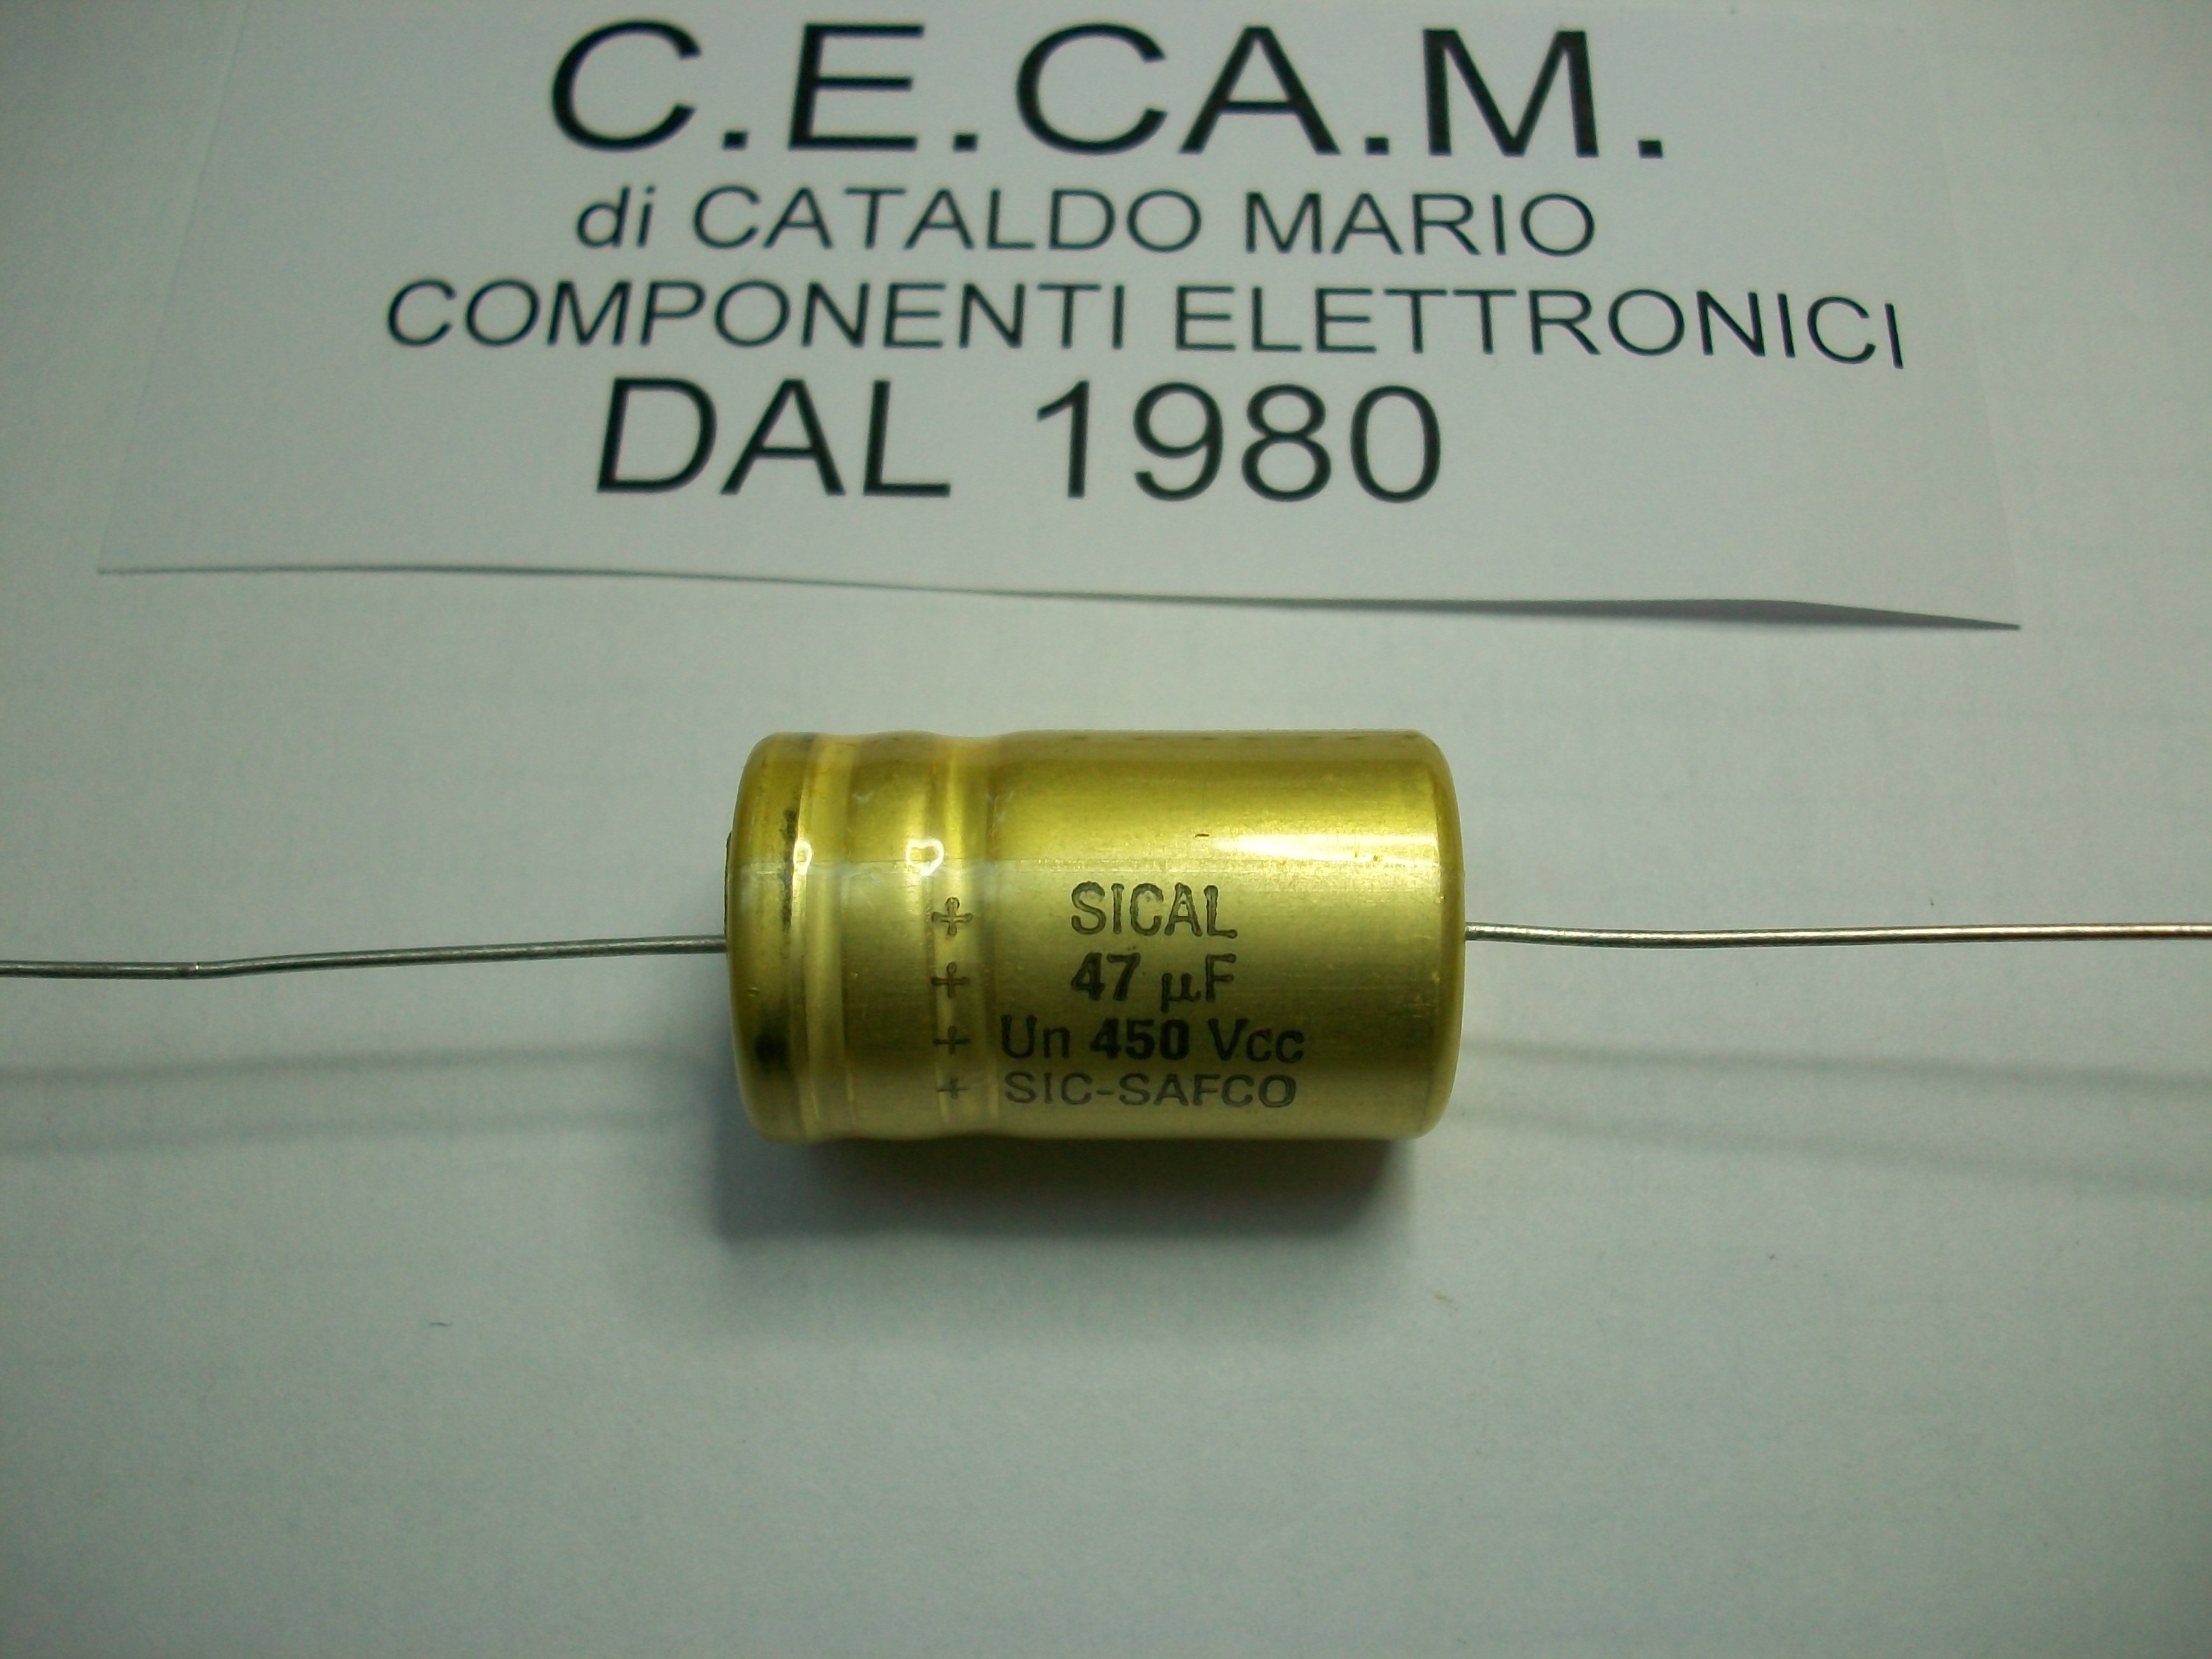 C.E.CA.M.
di CATALDO MARIO
COMPONENTI ELETTRONICI
DAL 1980
+ SICAL
+ 47 µF
+ Un 450 Vcc
+ SIC-SAFCO